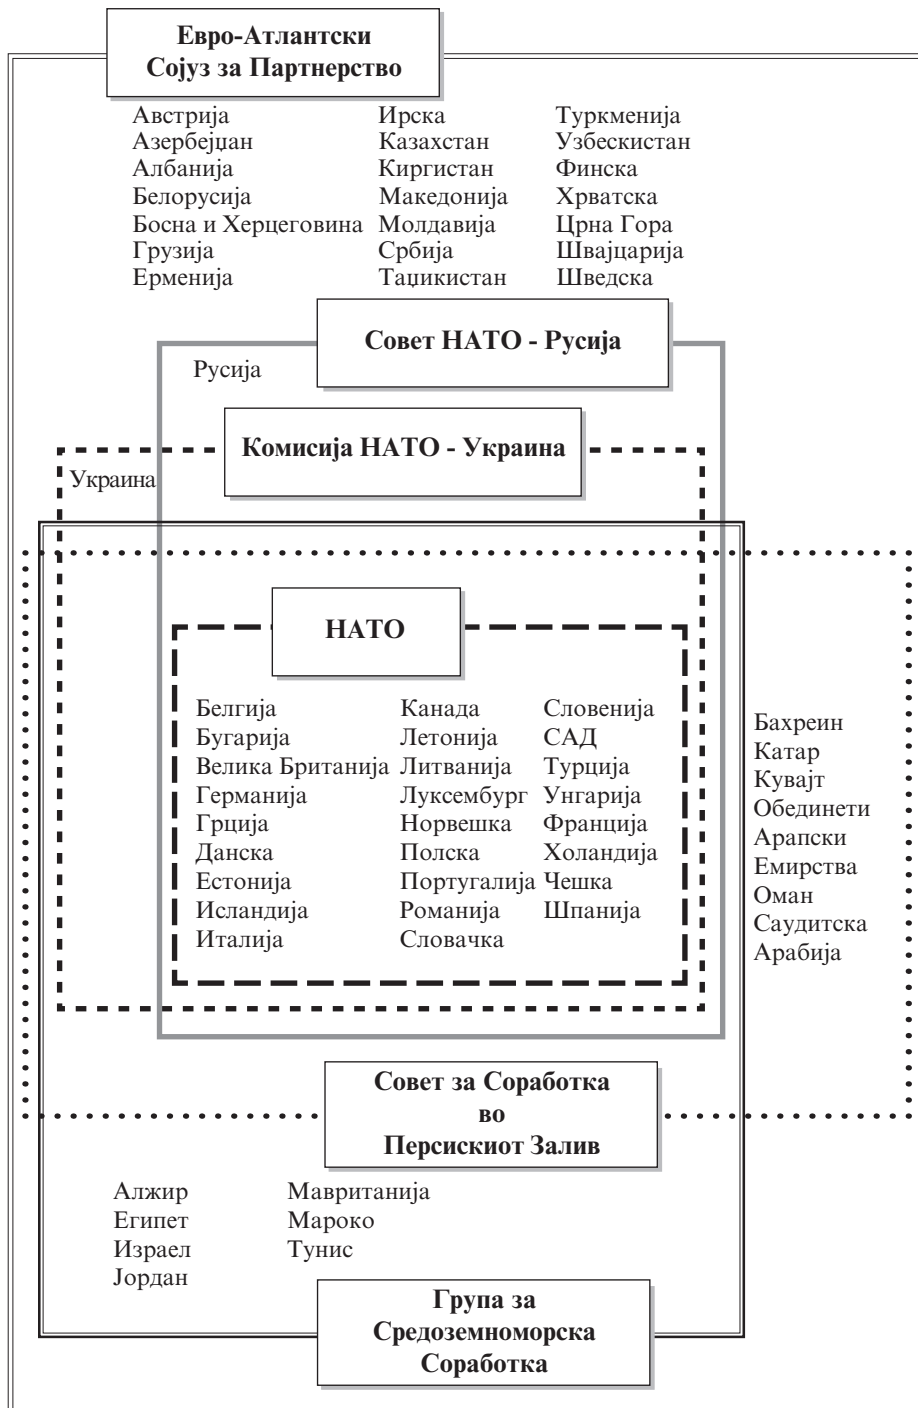 Евро-Атлантски
Сојуз за Партнерство
Австрија
Азербејџан
Албанија
Белорусија
Босна и Херцеговина
Грузија
Ерменија
Ирска
Казахстан
Киргистан
Македонија
Молдавија
Србија
Таџикистан
Туркменија
Узбескистан
Финска
Хрватска
Црна Гора
Швајцарија
Шведска
Совет НАТО - Русија
Русија
Комисија НАТО - Украина
Украина
НАТО
Белгија
Бугарија
Велика Британија
Германија
Грција
Данска
Естонија
Исландија
Италија
Канада
Летонија
Литванија
Луксембург
Норвешка
Полска
Португалија
Романија
Словачка
Словенија
САД
Турција
Унгарија
Франција
Холандија
Чешка
Шпанија
Бахреин
Катар
Кувајт
Обединети
Арапски
Емирства
Оман
Саудитска
Арабија
Совет за Соработка
во
Персискиот Залив
Алжир
Египет
Израел
Јордан
Мавританија
Мароко
Тунис
Група за
Средоземноморска
Соработка